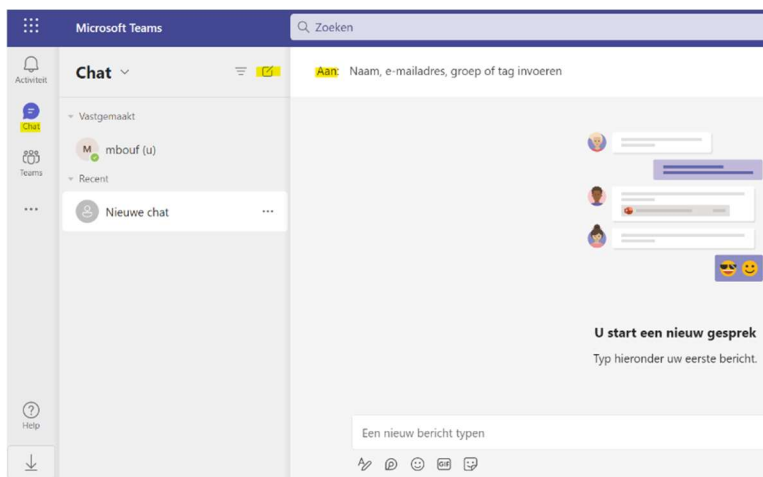 Microsoft Teams
Zoeken
Activiteit
Chat
Teams
Help
Chat
Vastgemaakt
M mbouf (u)
Recent
Nieuwe chat
Aan: Naam, e-mailadres, groep of tag invoeren
U start een nieuw gesprek
Typ hieronder uw eerste bericht.
Een nieuw bericht typen
GIF